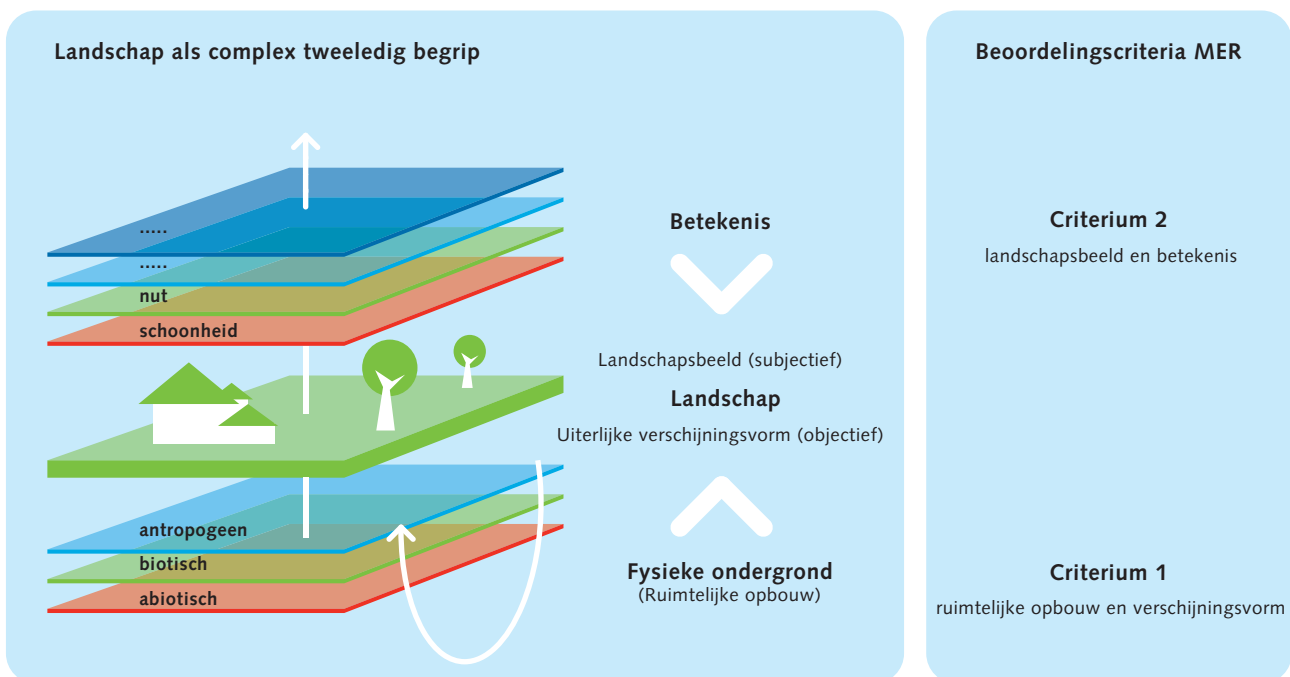 Landschap als complex tweeledig begrip
.....
.....
nut
schoonheid
antropogeen
biotisch
abiotisch
Betekenis
Landschapsbeeld (subjectief)
Landschap
Uiterlijke verschijningsvorm (objectief)
Fysieke ondergrond
(Ruimtelijke opbouw)
Beoordelingscriteria MER
Criterium 2
landschapsbeeld en betekenis
Criterium 1
ruimtelijke opbouw en verschijningsvorm